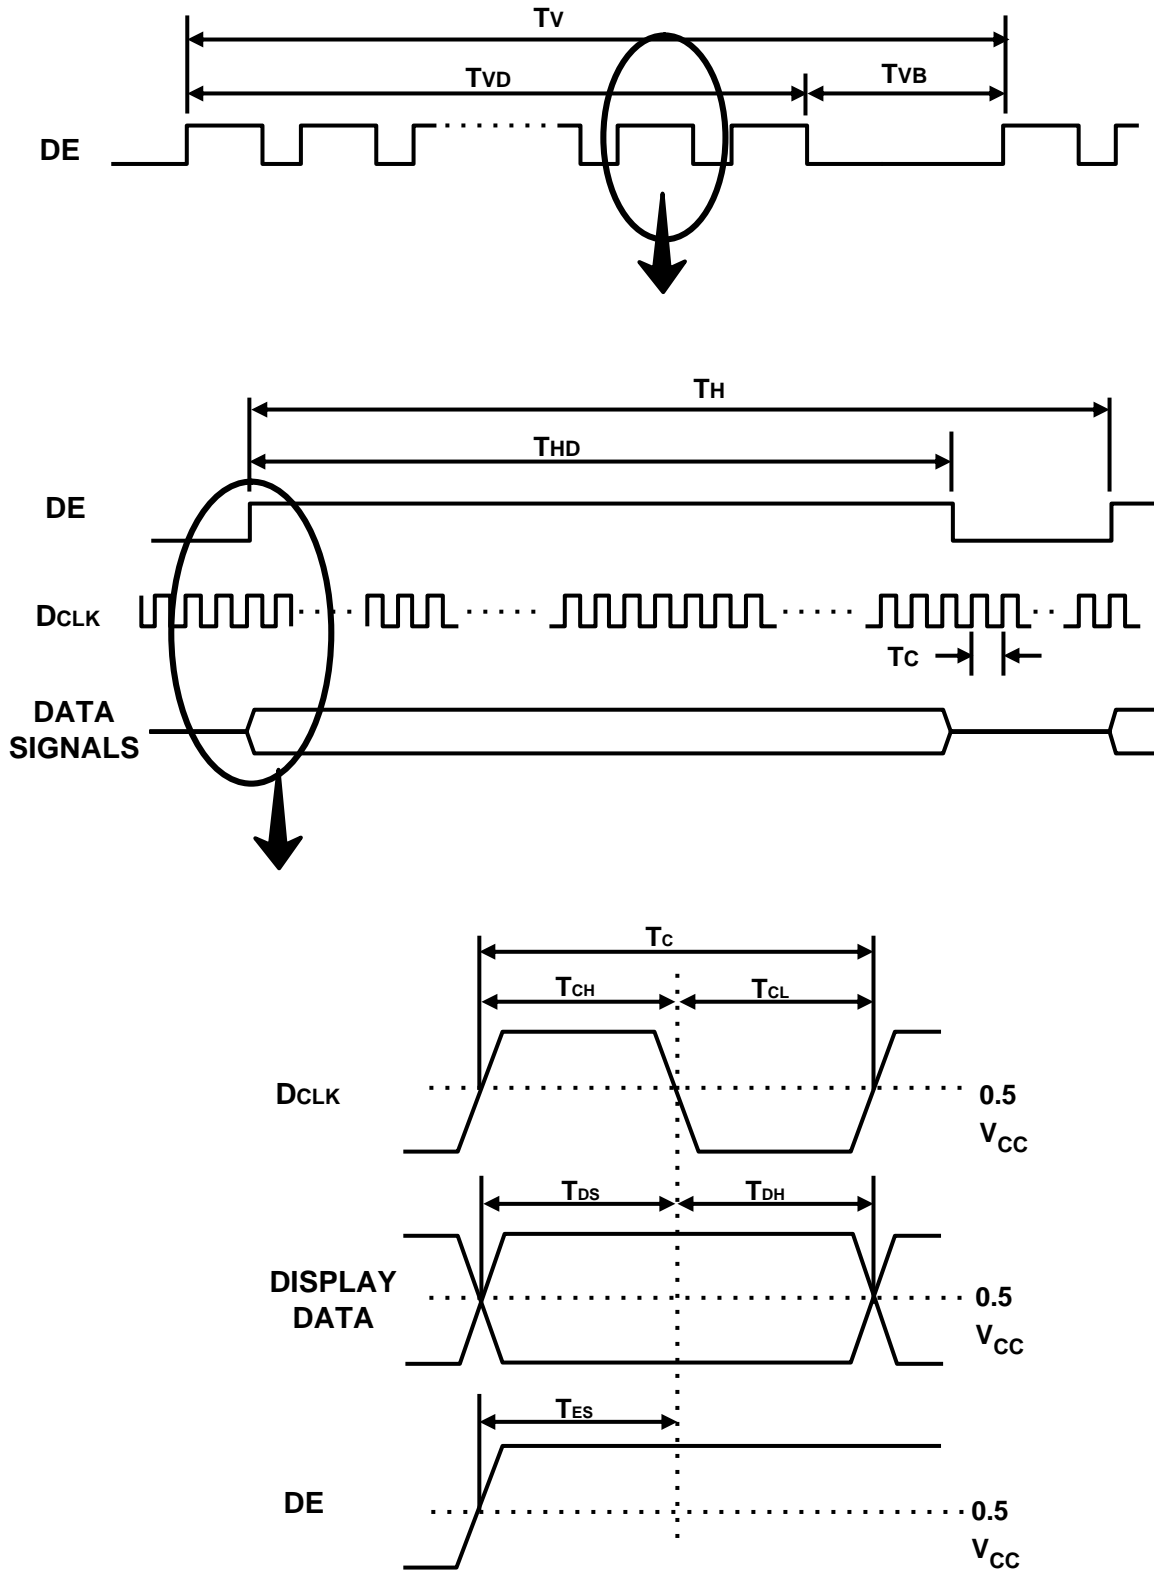 TV
TVD
TVB
DE
TH
THD
DE
DCLK
TC
DATA
SIGNALS
TC
TCH
TCL
DCLK
0.5
VCC
TDS
TDH
DISPLAY
DATA
0.5
VCC
TES
DE
0.5
VCC